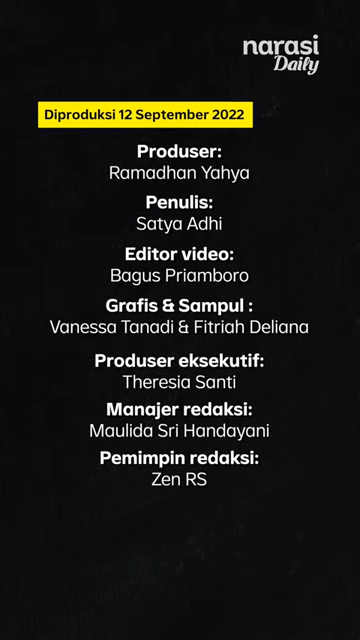 narasi
Daily
Diproduksi 12 September 2022
Produser:
Ramadhan Yahya
Penulis:
Satya Adhi
Editor video:
Bagus Priamboro
Grafis & Sampul :
Vanessa Tanadi & Fitriah Deliana
Produser eksekutif:
Theresia Santi
Manajer redaksi:
Maulida Sri Handayani
Pemimpin redaksi:
Zen RS